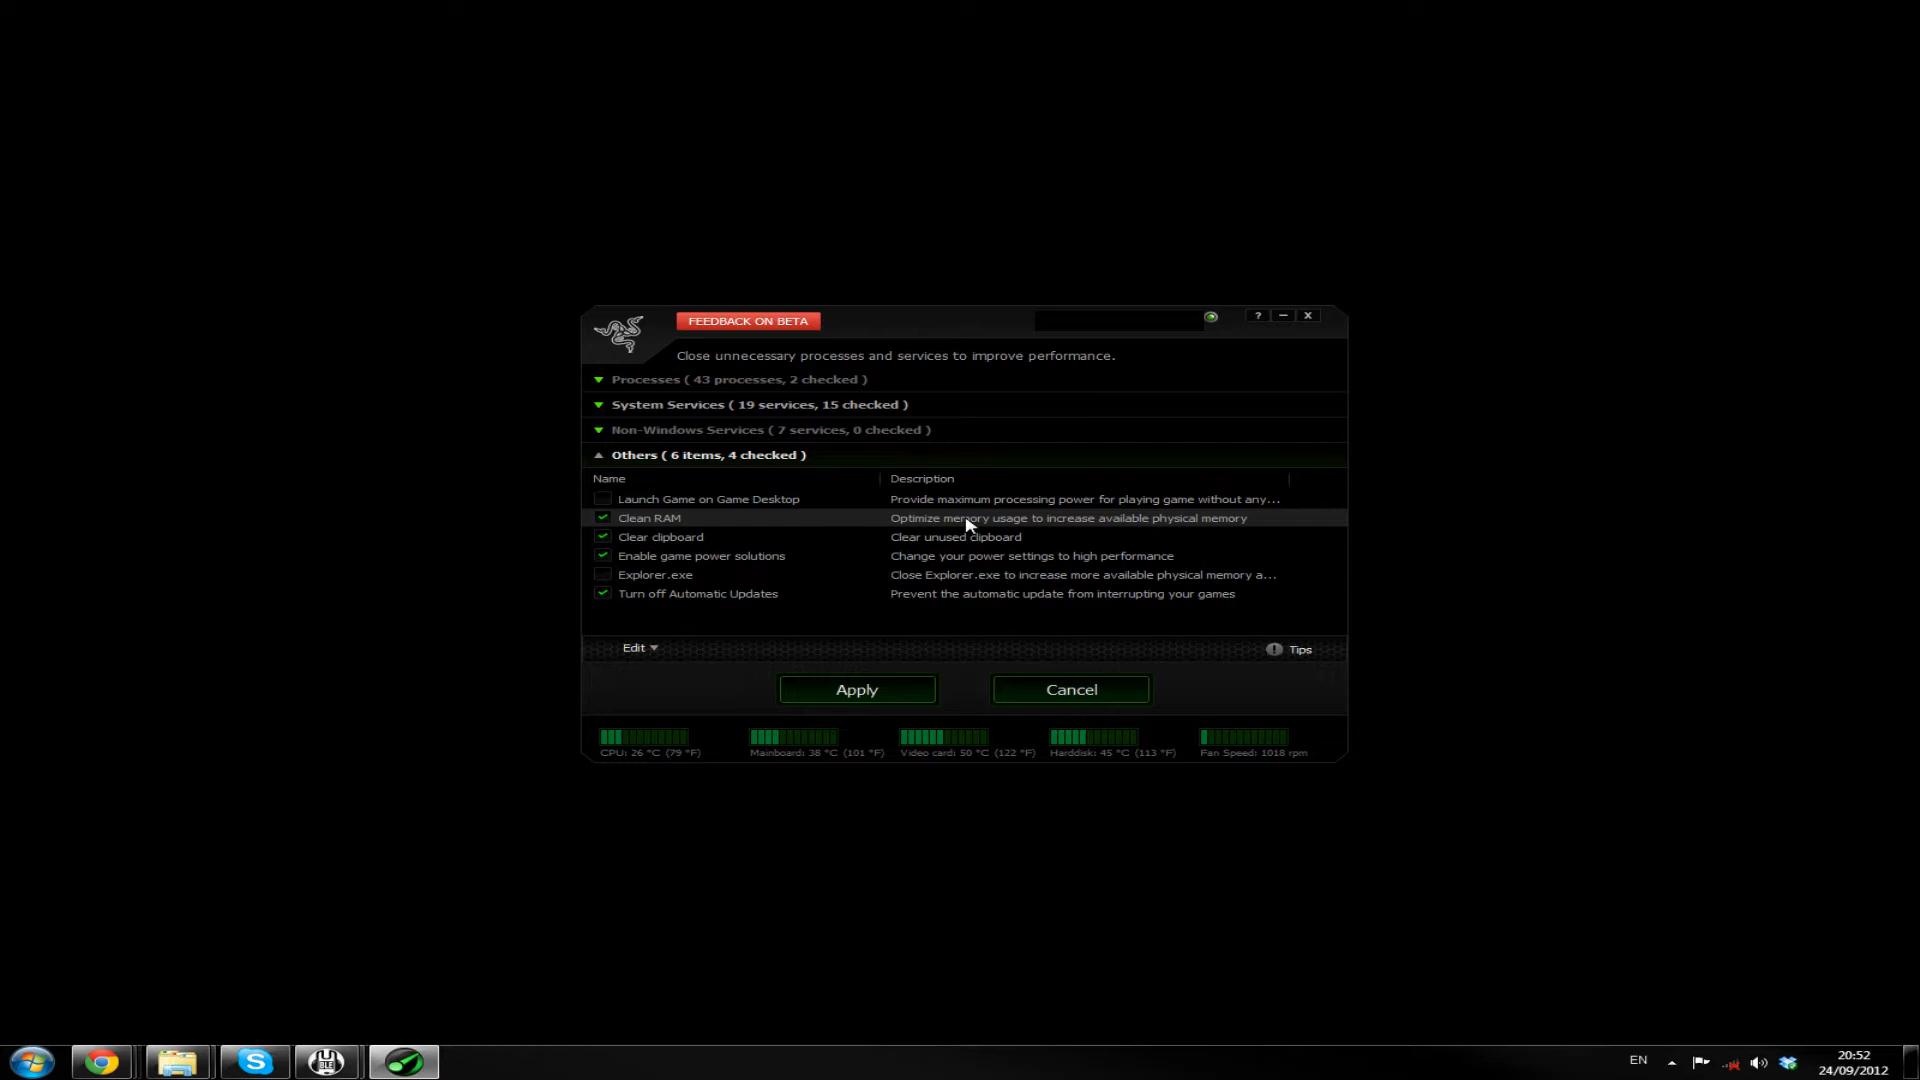 FEEDBACK ON BETA
? – X
Close unnecessary processes and services to improve performance.
Processes ( 43 processes, 2 checked )
System Services ( 19 services, 15 checked )
Non-Windows Services ( 7 services, 0 checked )
Others ( 6 items, 4 checked )
Name Description
Launch Game on Game Desktop Provide maximum processing power for playing game without any...
Clean RAM Optimize memory usage to increase available physical memory
Clear clipboard Clear unused clipboard
Enable game power solutions Change your power settings to high performance
Explorer.exe Close Explorer.exe to increase more available physical memory a...
Turn off Automatic Updates Prevent the automatic update from interrupting your games
Edit Tips
Apply Cancel
CPU: 26 °C (79 °F) Mainboard: 38 °C (101 °F) Video card: 50 °C (122 °F) Harddisk: 45 °C (113 °F) Fan Speed: 1018 rpm
BLE
EN
20:52
24/09/2012